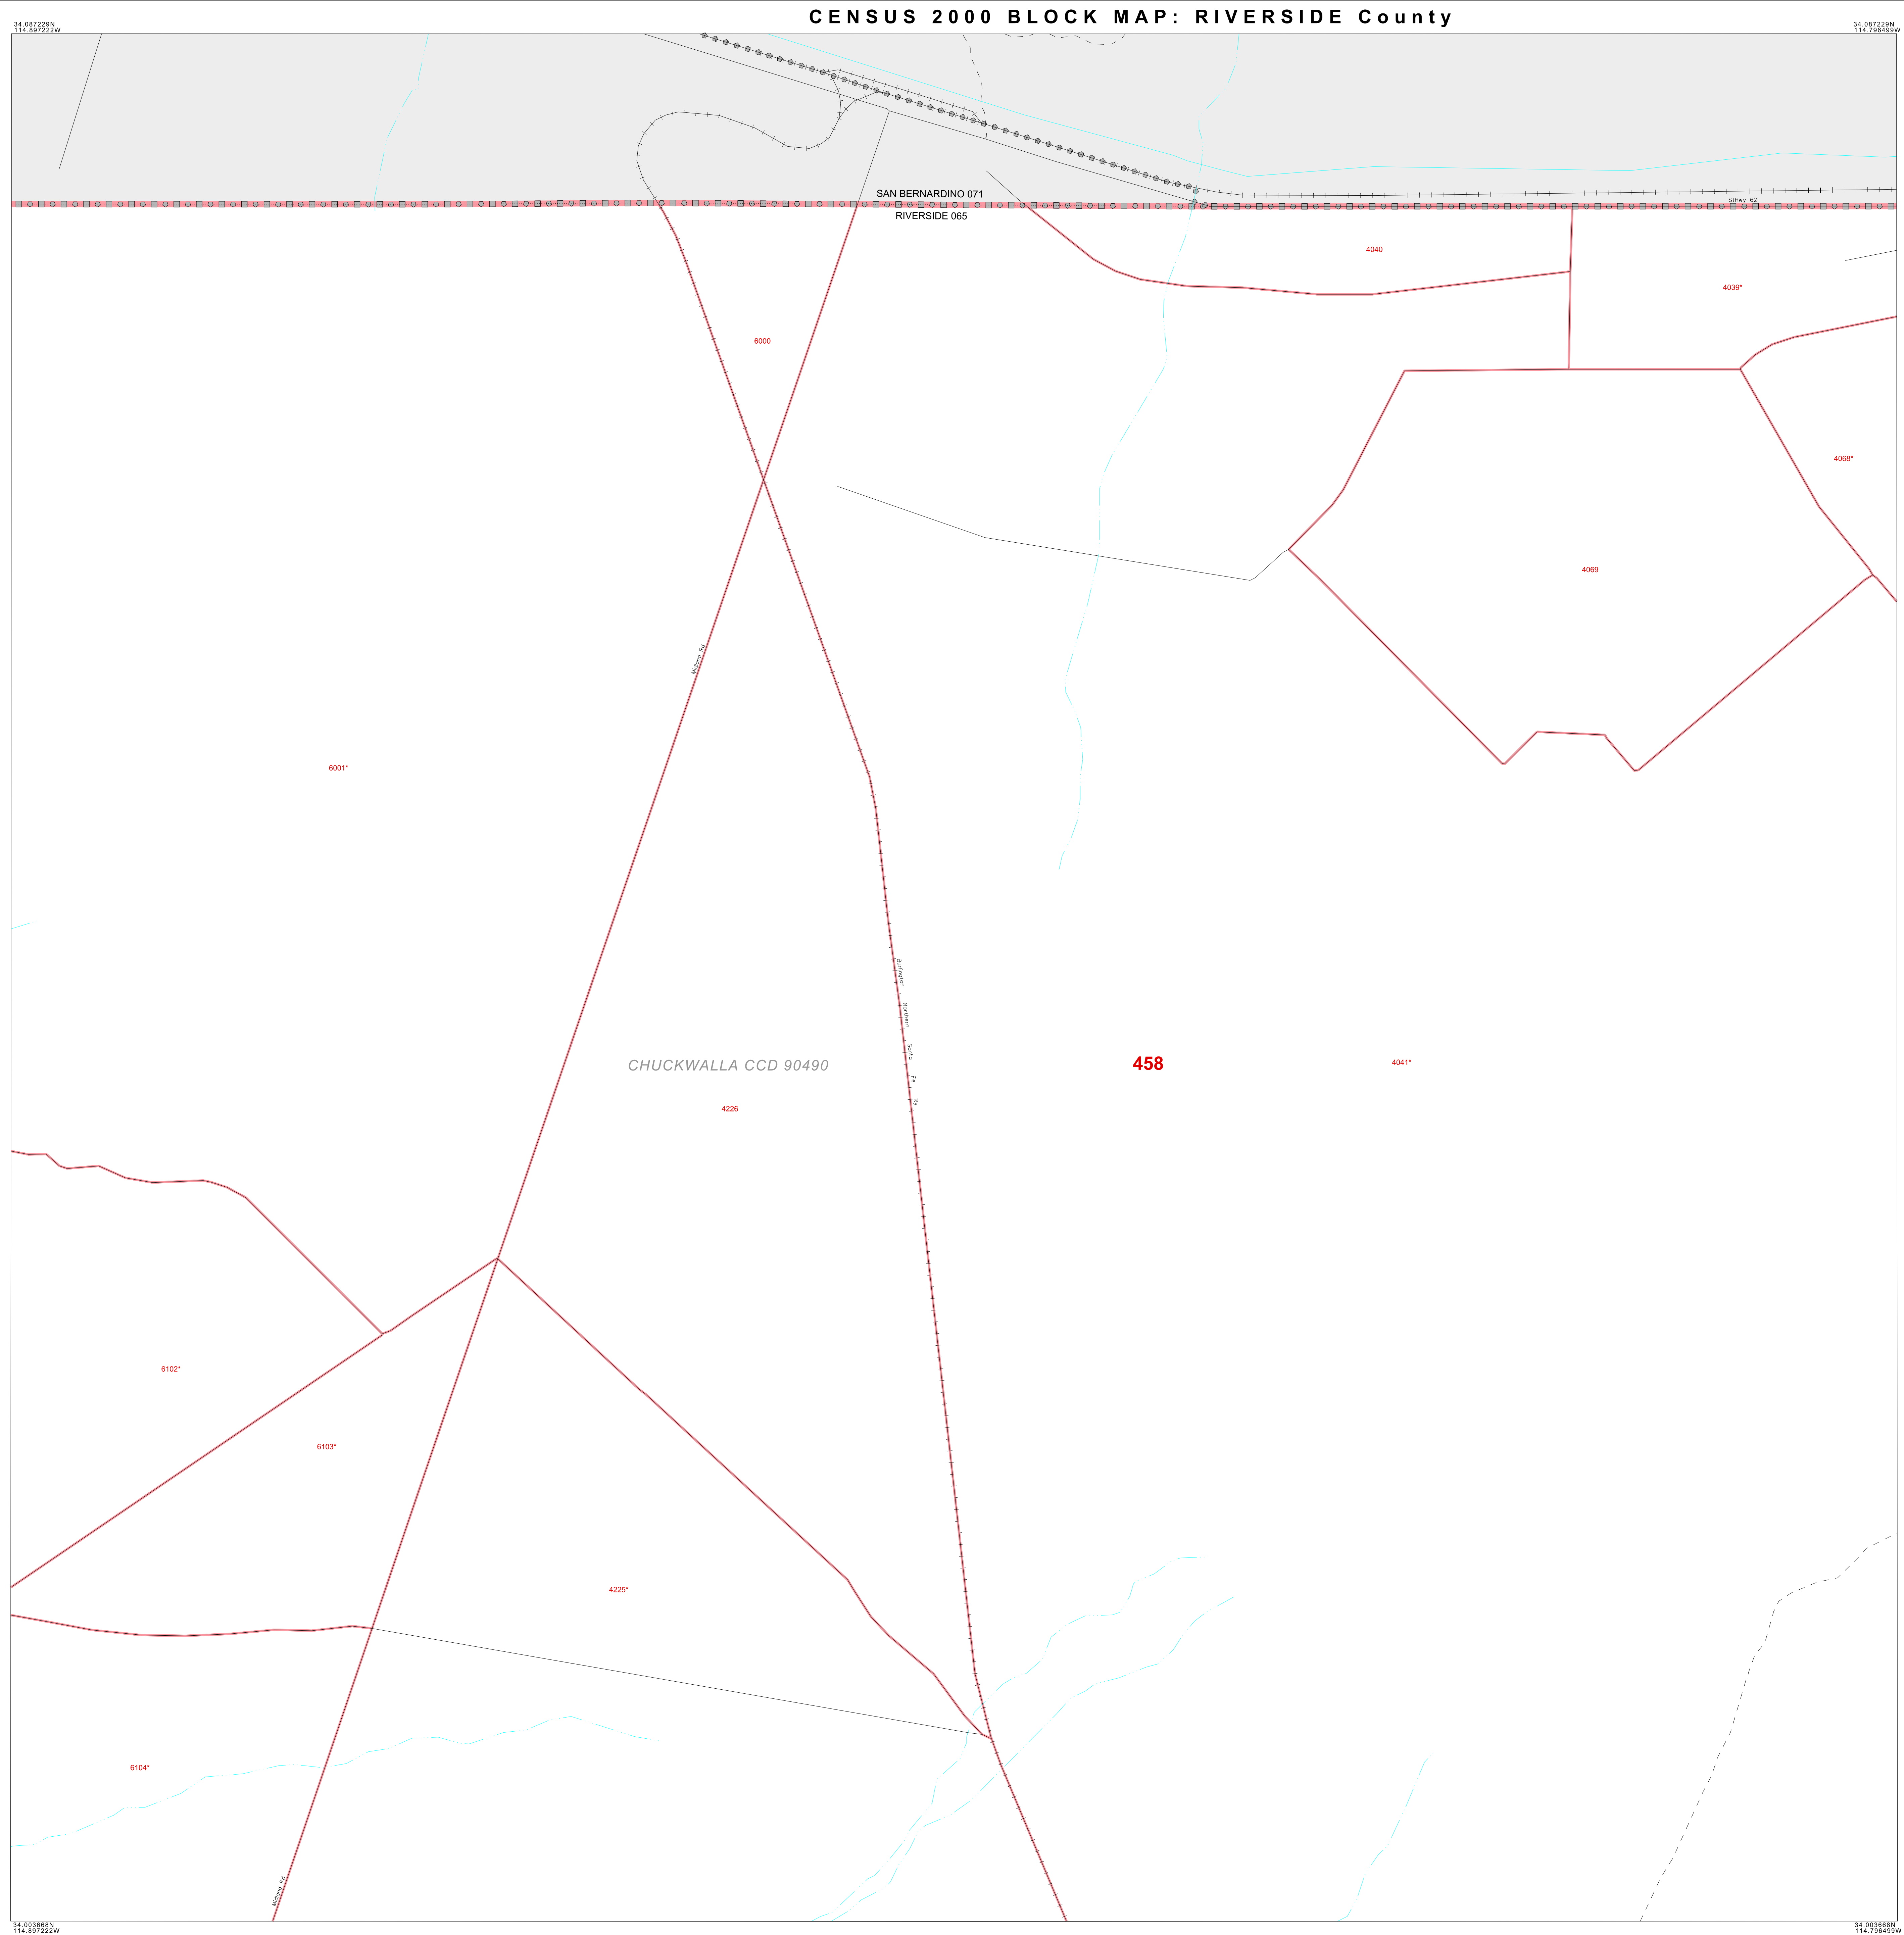 CENSUS 2000 BLOCK MAP: RIVERSIDE County
34.087229N
114.897222W
34.087229N
114.796499W
SAN BERNARDINO 071
RIVERSIDE 065
StHwy 62
4040
4039*
6000
4068*
4069
Midland Rd
6001*
Burlington Northern Santa Fe Ry
CHUCKWALLA CCD 90490
458
4041*
4226
6102*
6103*
4225*
6104*
Midland Rd
34.003668N
114.897222W
34.003668N
114.796499W